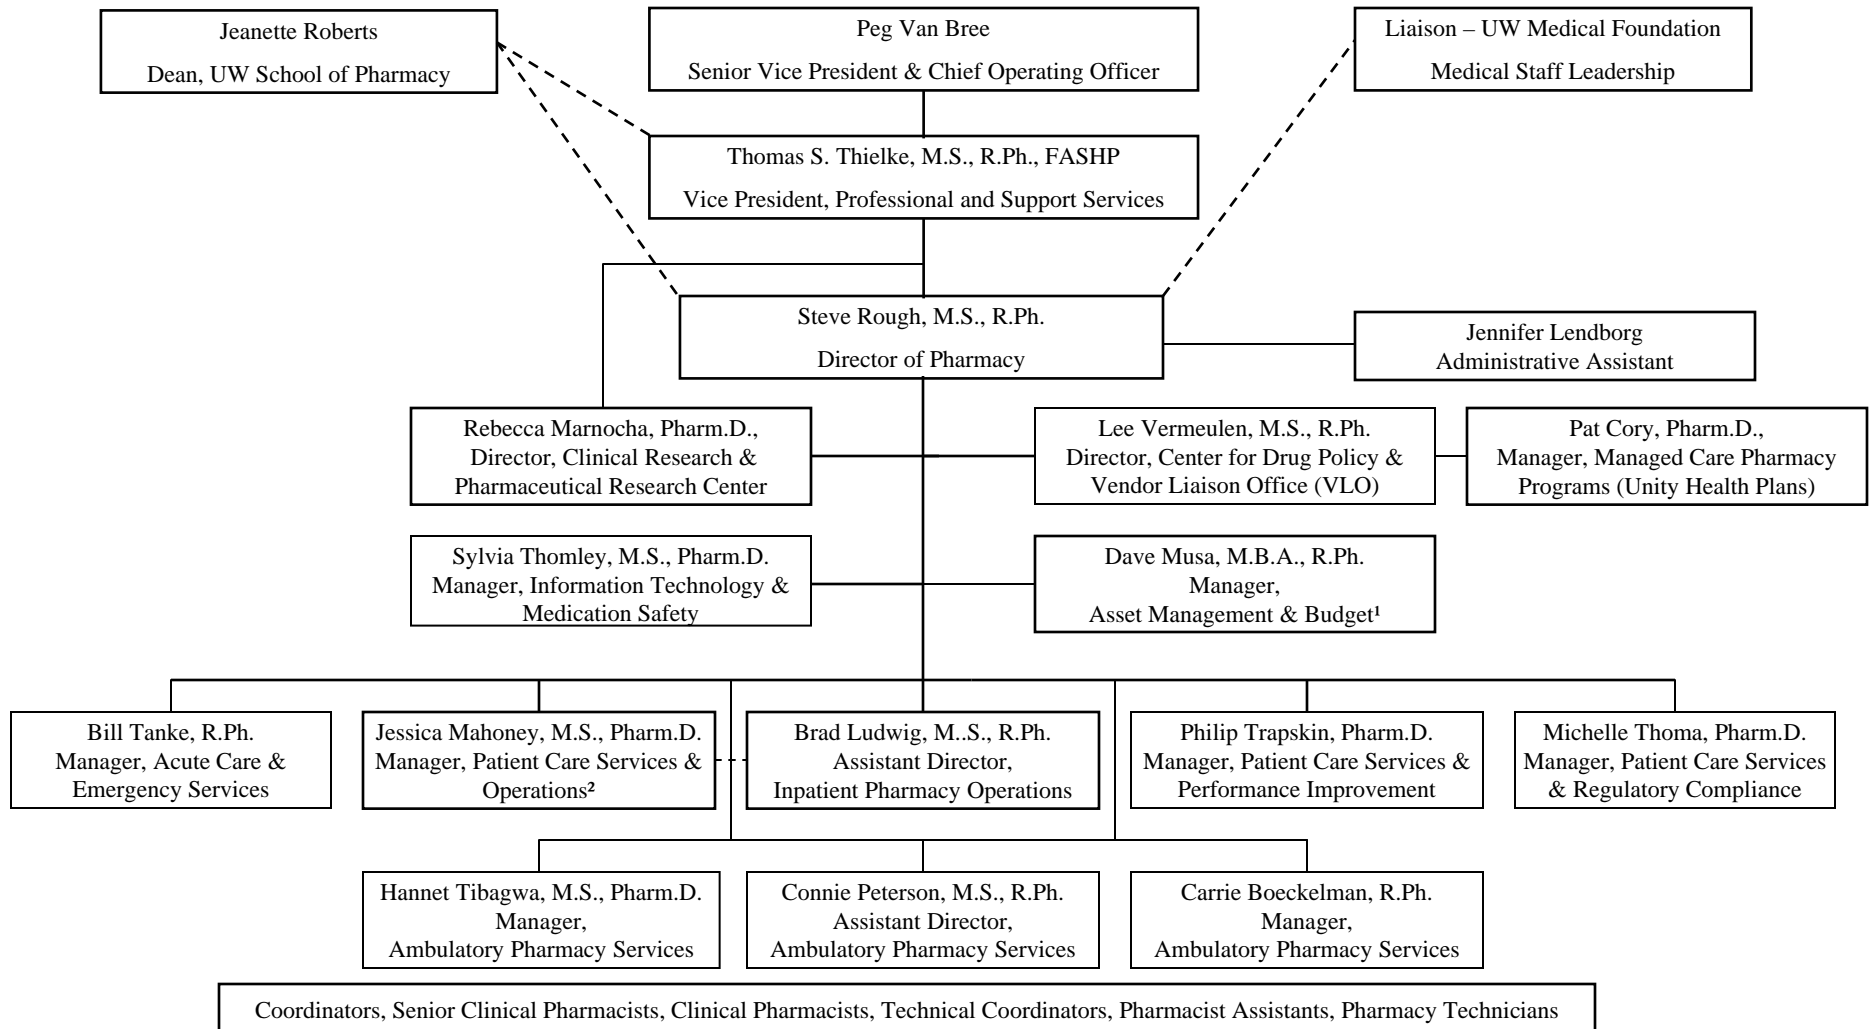 Jeanette Roberts
Dean, UW School of Pharmacy
Peg Van Bree
Senior Vice President & Chief Operating Officer
Liaison – UW Medical Foundation
Medical Staff Leadership
Thomas S. Thielke, M.S., R.Ph., FASHP
Vice President, Professional and Support Services
Steve Rough, M.S., R.Ph.
Director of Pharmacy
Jennifer Lendborg
Administrative Assistant
Rebecca Marnocha, Pharm.D.,
Director, Clinical Research &
Pharmaceutical Research Center
Lee Vermeulen, M.S., R.Ph.
Director, Center for Drug Policy &
Vendor Liaison Office (VLO)
Pat Cory, Pharm.D.,
Manager, Managed Care Pharmacy
Programs (Unity Health Plans)
Sylvia Thomley, M.S., Pharm.D.
Manager, Information Technology &
Medication Safety
Dave Musa, M.B.A., R.Ph.
Manager,
Asset Management & Budget¹
Bill Tanke, R.Ph.
Manager, Acute Care &
Emergency Services
Jessica Mahoney, M.S., Pharm.D.
Manager, Patient Care Services &
Operations²
Brad Ludwig, M..S., R.Ph.
Assistant Director,
Inpatient Pharmacy Operations
Philip Trapskin, Pharm.D.
Manager, Patient Care Services &
Performance Improvement
Michelle Thoma, Pharm.D.
Manager, Patient Care Services
& Regulatory Compliance
Hannet Tibagwa, M.S., Pharm.D.
Manager,
Ambulatory Pharmacy Services
Connie Peterson, M.S., R.Ph.
Assistant Director,
Ambulatory Pharmacy Services
Carrie Boeckelman, R.Ph.
Manager,
Ambulatory Pharmacy Services
Coordinators, Senior Clinical Pharmacists, Clinical Pharmacists, Technical Coordinators, Pharmacist Assistants, Pharmacy Technicians